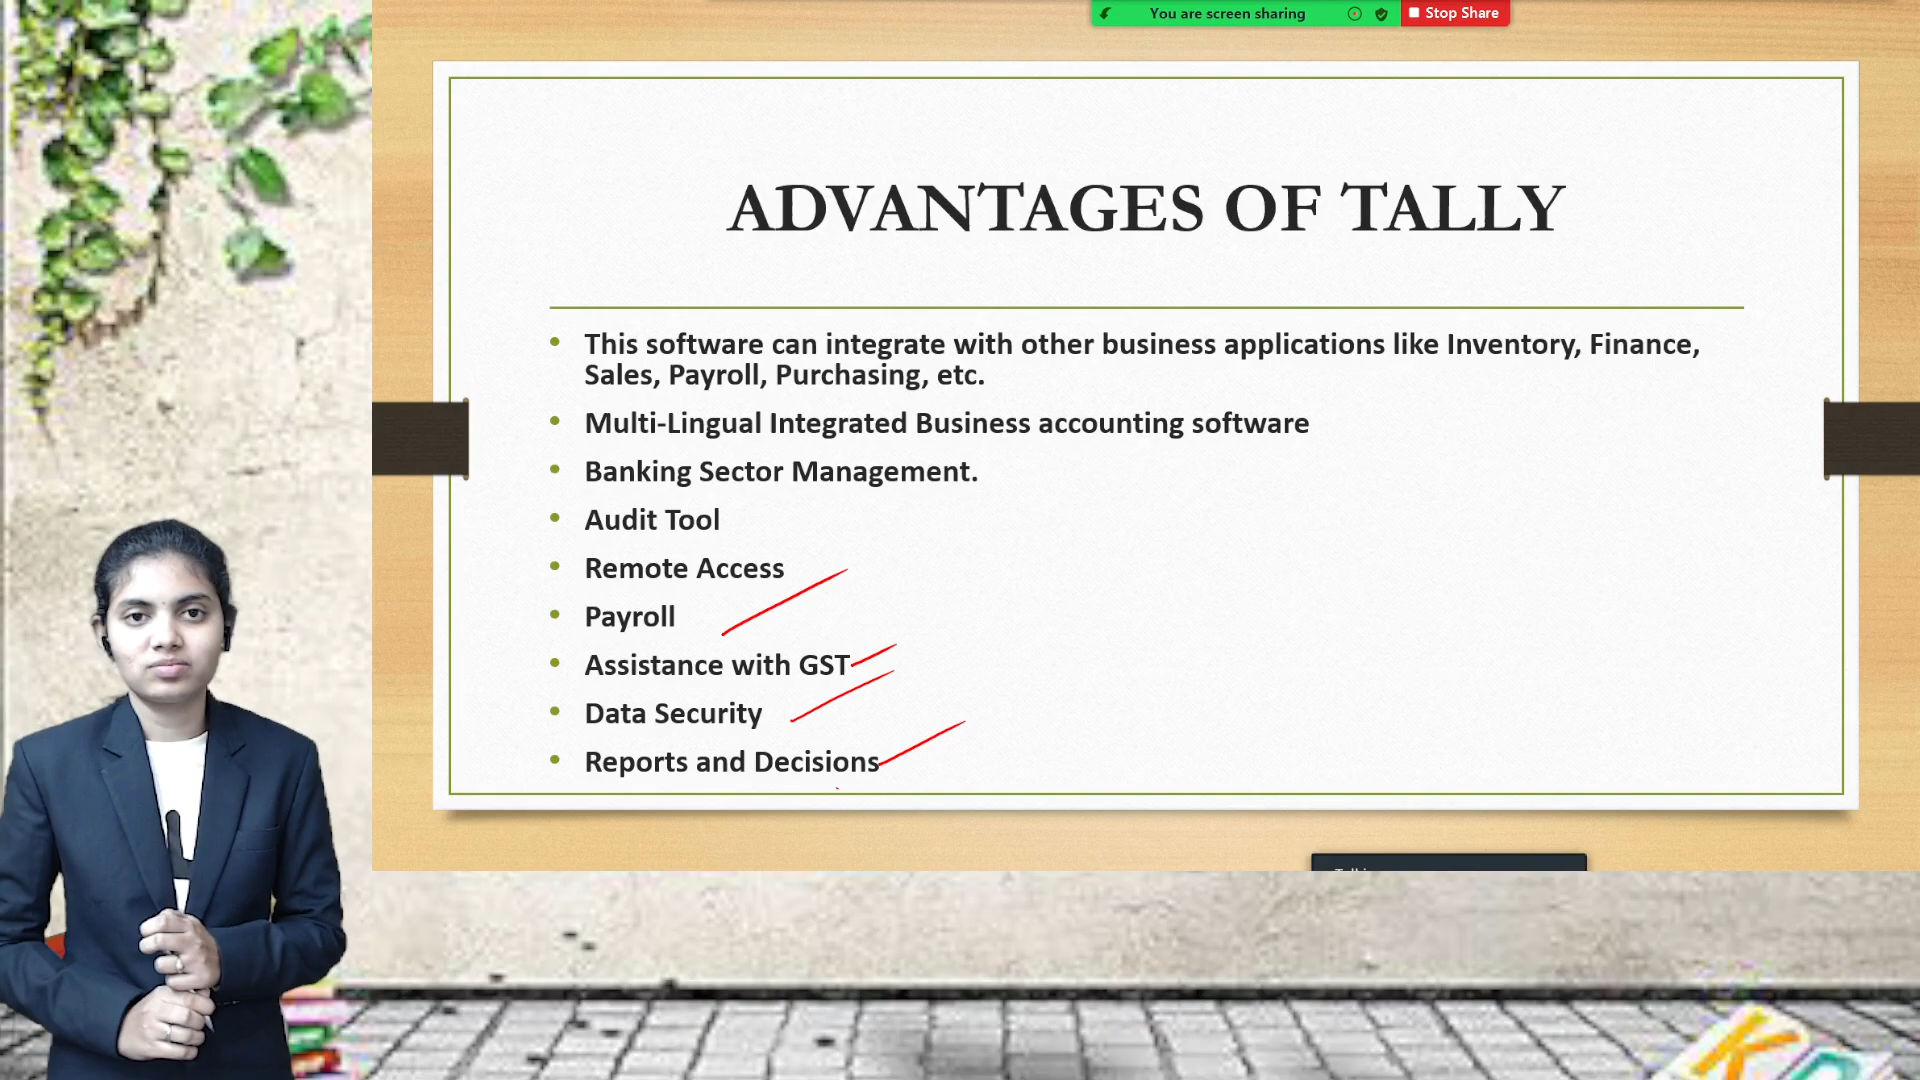 You are screen sharing
Stop Share
ADVANTAGES OF TALLY
• This software can integrate with other business applications like Inventory, Finance,
Sales, Payroll, Purchasing, etc.
• Multi-Lingual Integrated Business accounting software
• Banking Sector Management.
• Audit Tool
• Remote Access
• Payroll
• Assistance with GST
• Data Security
• Reports and Decisions